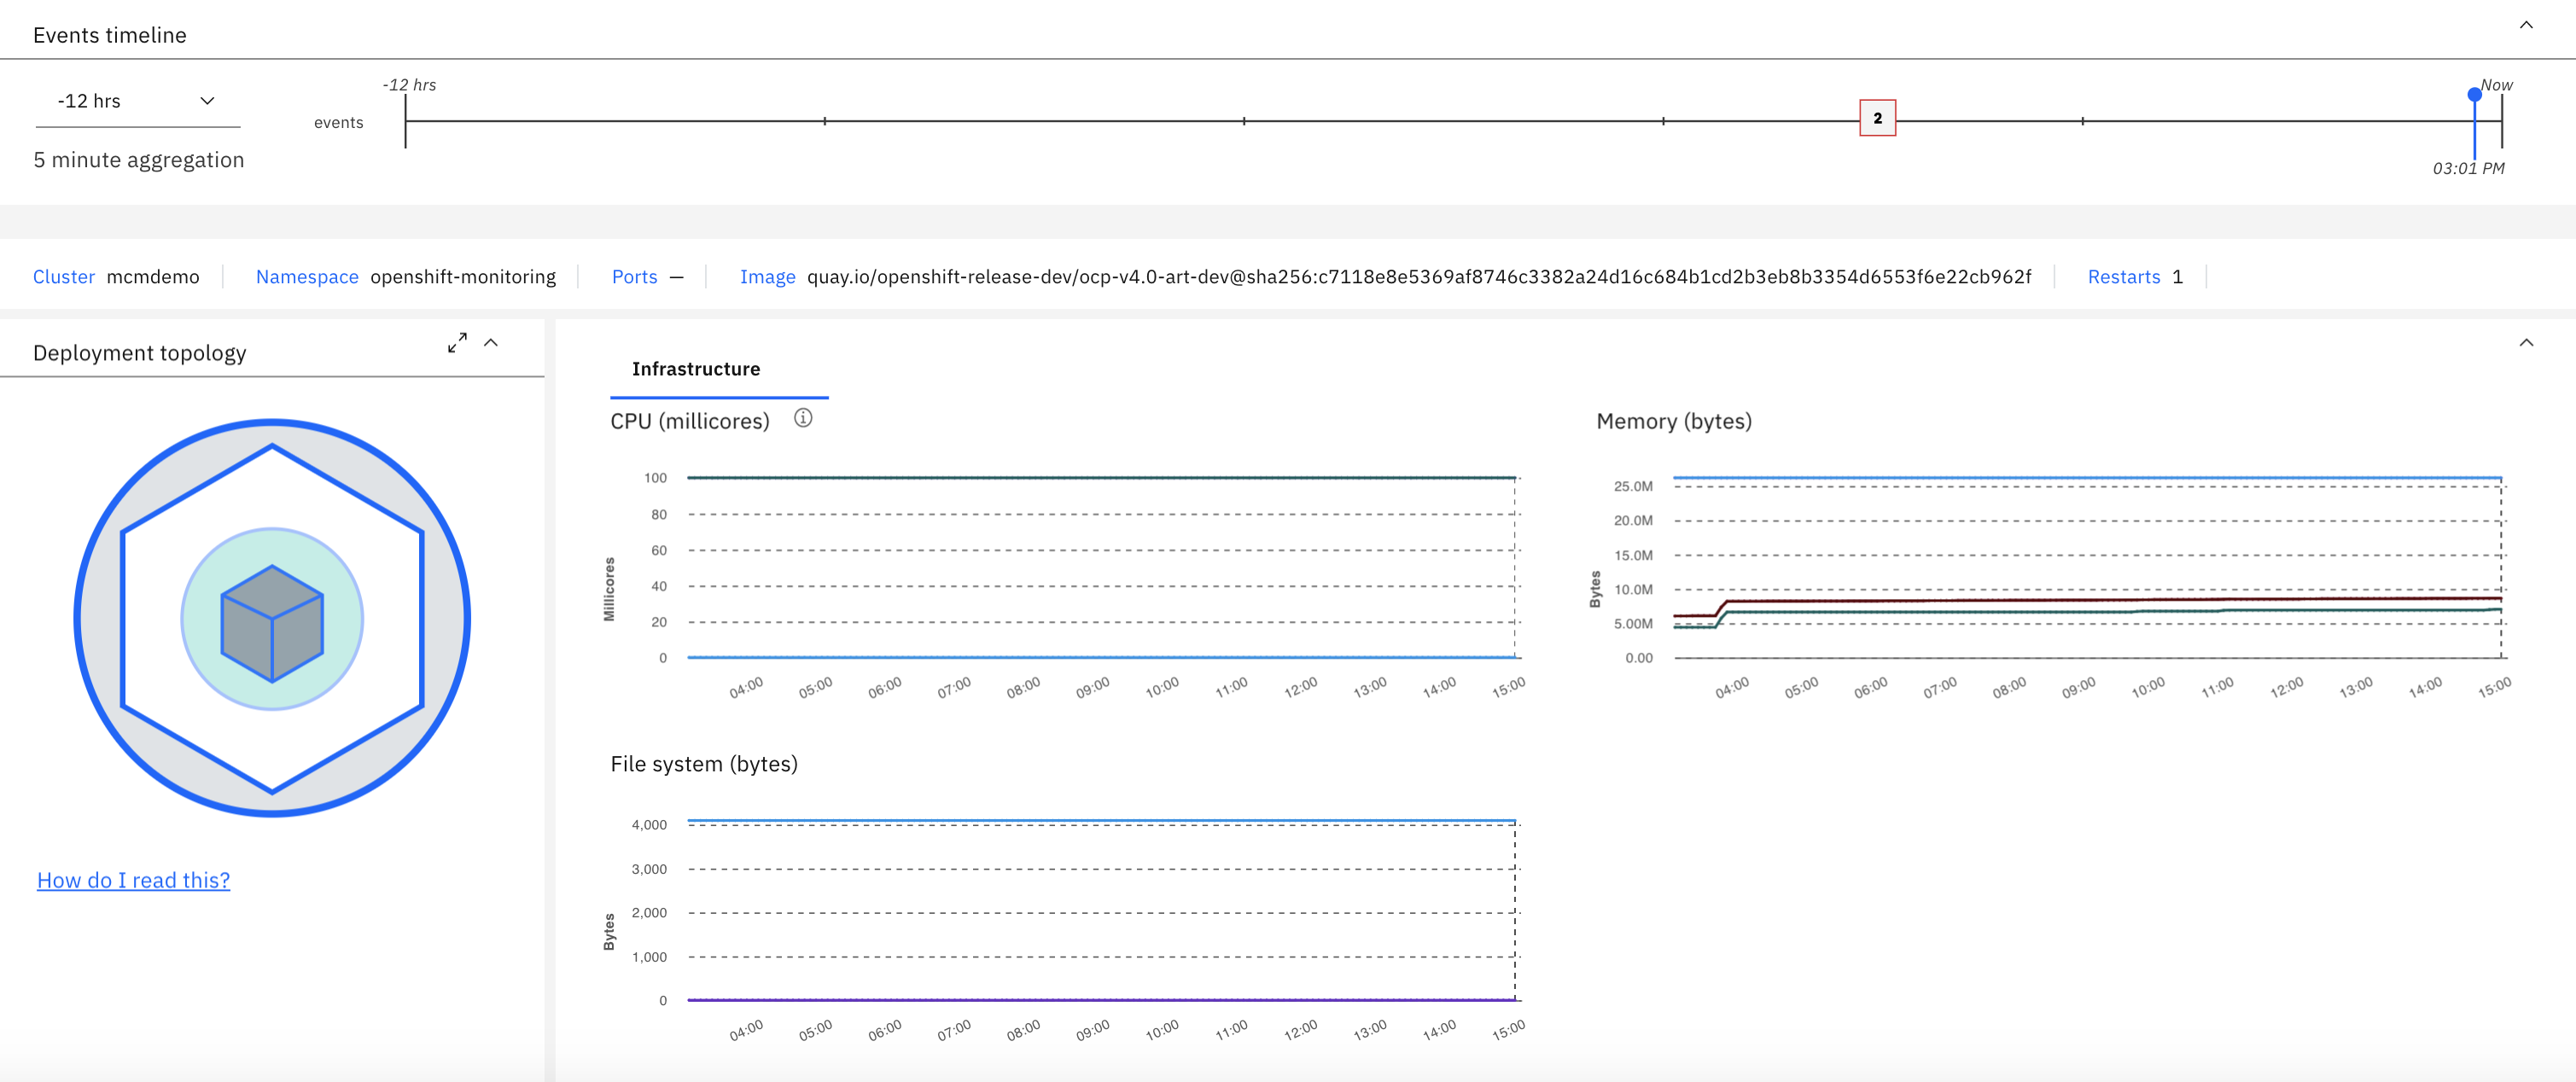 Events timeline
-12 hrs
5 minute aggregation
events
-12 hrs
2
Now
03:01 PM
Cluster mcmdemo Namespace openshift-monitoring Ports — Image quay.io/openshift-release-dev/ocp-v4.0-art-dev@sha256:c7118e8e5369af8746c3382a24d16c684b1cd2b3eb8b3354d6553f6e22cb962f Restarts 1
Deployment topology
How do I read this?
Infrastructure
CPU (millicores)
Millicores
100
80
60
40
20
0
04:00 05:00 06:00 07:00 08:00 09:00 10:00 11:00 12:00 13:00 14:00 15:00
Memory (bytes)
Bytes
25.0M
20.0M
15.0M
10.0M
5.00M
0.00
04:00 05:00 06:00 07:00 08:00 09:00 10:00 11:00 12:00 13:00 14:00 15:00
File system (bytes)
Bytes
4,000
3,000
2,000
1,000
0
04:00 05:00 06:00 07:00 08:00 09:00 10:00 11:00 12:00 13:00 14:00 15:00